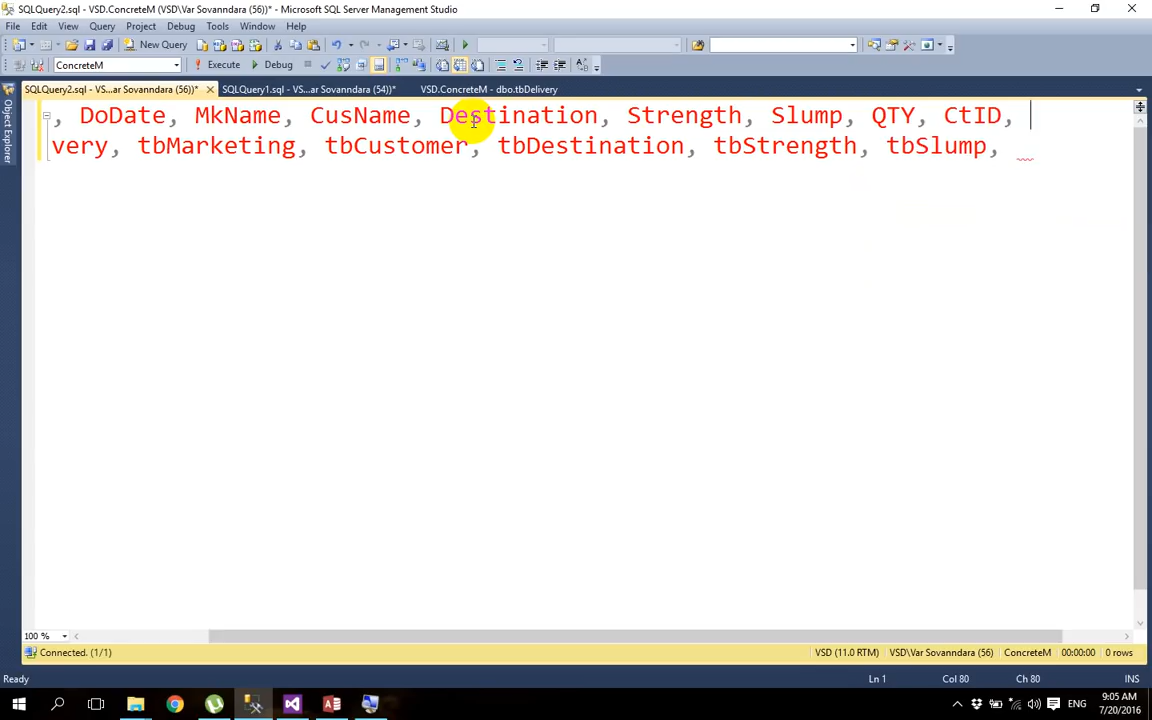 SQLQuery2.sql - VSD.ConcreteM (VSD\Var Sovanndara (56))* - Microsoft SQL Server Management Studio
File Edit View Query Project Debug Tools Window Help
New Query
ConcreteM Execute Debug
SQLQuery2.sql - VS...ar Sovanndara (56))* SQLQuery1.sql - VS...ar Sovanndara (54))* VSD.ConcreteM - dbo.tbDelivery
Object Explorer
, DoDate, MkName, CusName, Destination, Strength, Slump, QTY, CtID,
very, tbMarketing, tbCustomer, tbDestination, tbStrength, tbSlump,
100 %
Connected. (1/1) VSD (11.0 RTM) VSD\Var Sovanndara (56) ConcreteM 00:00:00 0 rows
Ready Ln 1 Col 80 Ch 80 INS
ENG 9:05 AM
7/20/2016